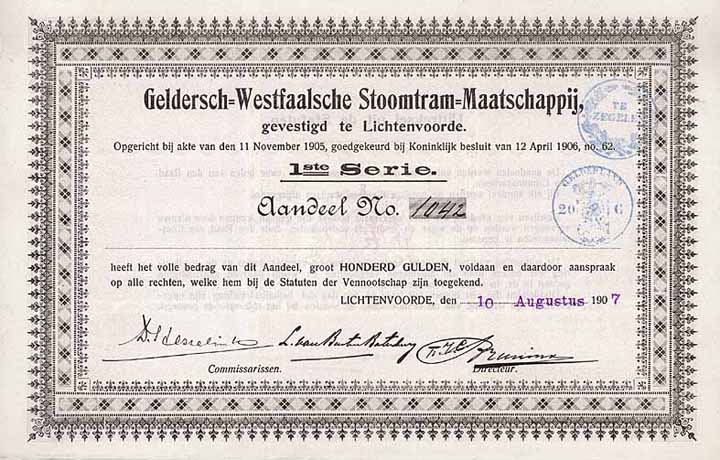 Geldersch=Westfaalsche Stoomtram=Maatschappij,
gevestigd te Lichtenvoorde.
Opgericht bij akte van den 11 November 1905, goedgekeurd bij Koninklijk besluit van 12 April 1906, no. 62.
TE
ZEGELEN
1ste Serie.
GELDERLAND
20 C
Aandeel No. 1042
heeft het volle bedrag van dit Aandeel, groot HONDERD GULDEN, voldaan en daardoor aanspraak
op alle rechten, welke hem bij de Statuten der Vennootschap zijn toegekend.
LICHTENVOORDE, den 10 Augustus 1907
Commissarissen. Directeur.